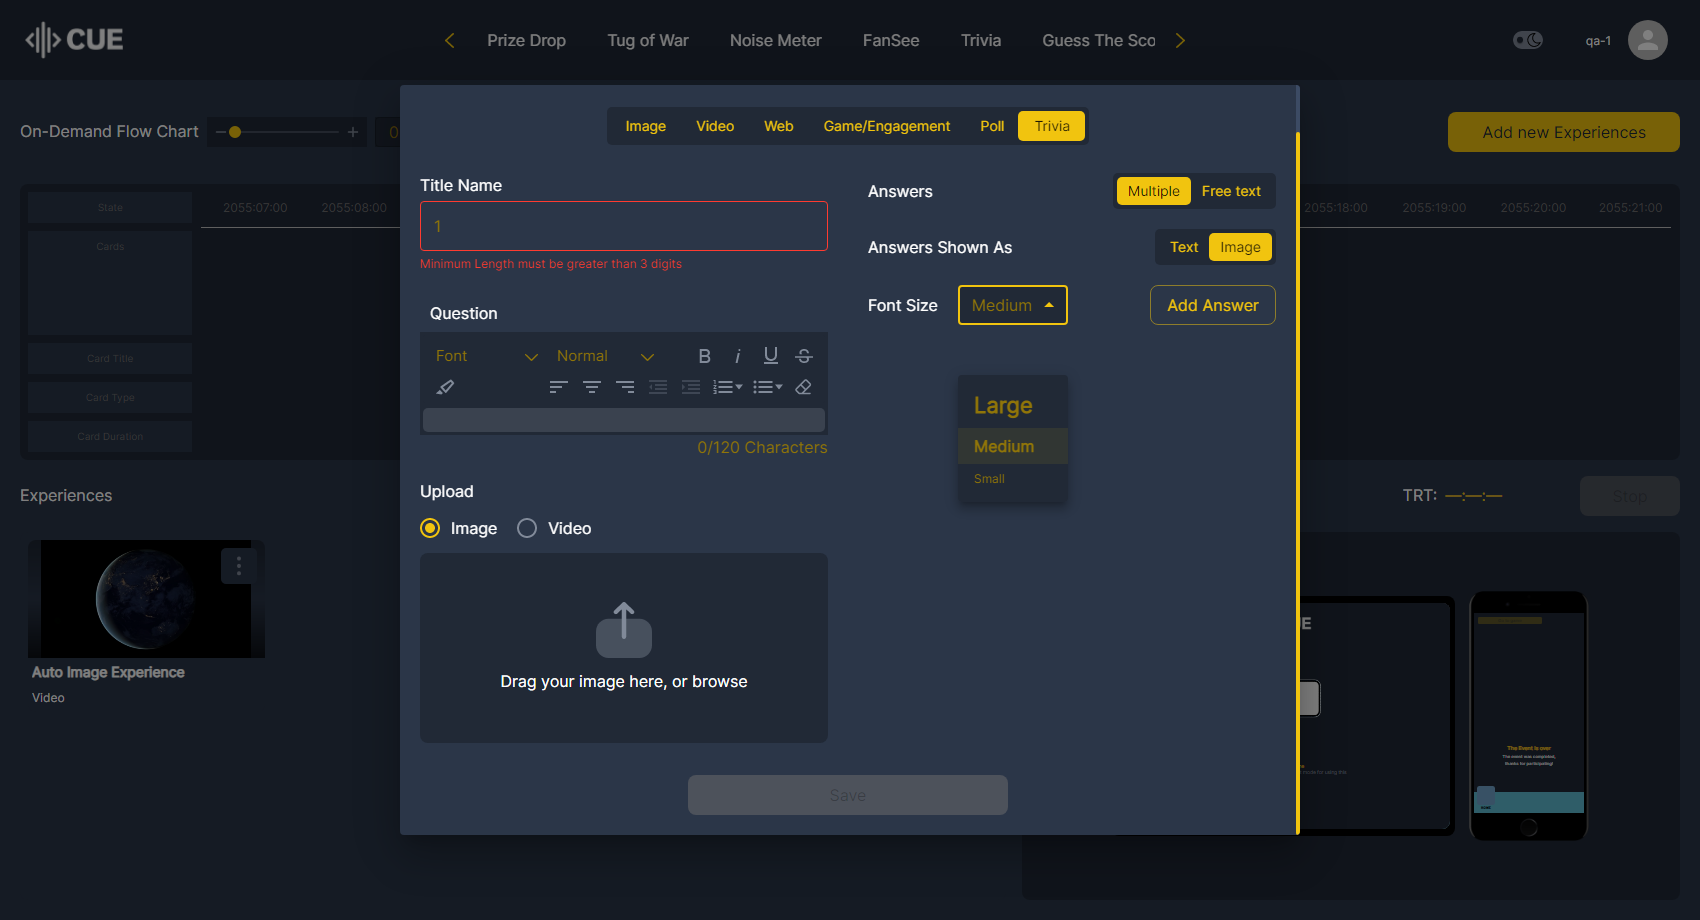 CUE
Prize Drop
Tug of War
Noise Meter
FanSee
Trivia
Guess The Sco
qa-1
On-Demand Flow Chart
0
Add new Experiences
Image
Video
Web
Game/Engagement
Poll
Trivia
State
2055:07:00
2055:08:00
2055:18:00
2055:19:00
2055:20:00
2055:21:00
Cards
Card Title
Card Type
Card Duration
Title Name
1
Minimum Length must be greater than 3 digits
Question
Font
Normal
0/120 Characters
Upload
Image
Video
Drag your image here, or browse
Answers
Multiple
Free text
Answers Shown As
Text
Image
Font Size
Medium
Add Answer
Large
Medium
Small
Save
Experiences
Auto Image Experience
Video
TRT: —:—:—
Stop
UE
The Event is over
The event was completed,
thanks for participating!